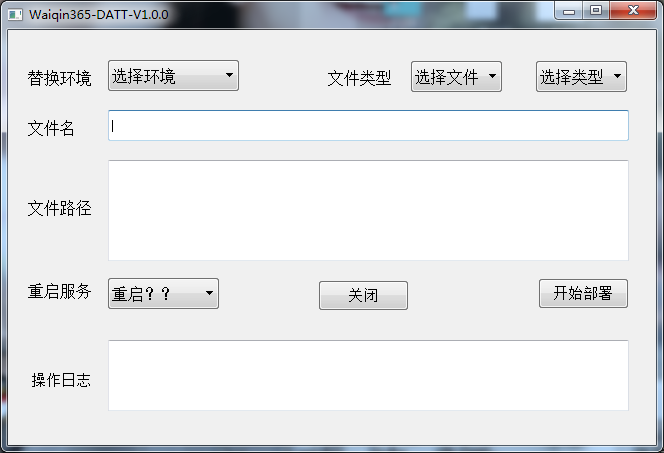 Waiqin365-DATT-V1.0.0
替换环境 选择环境 文件类型 选择文件 选择类型
文件名
文件路径
重启服务 重启？？ 关闭 开始部署
操作日志